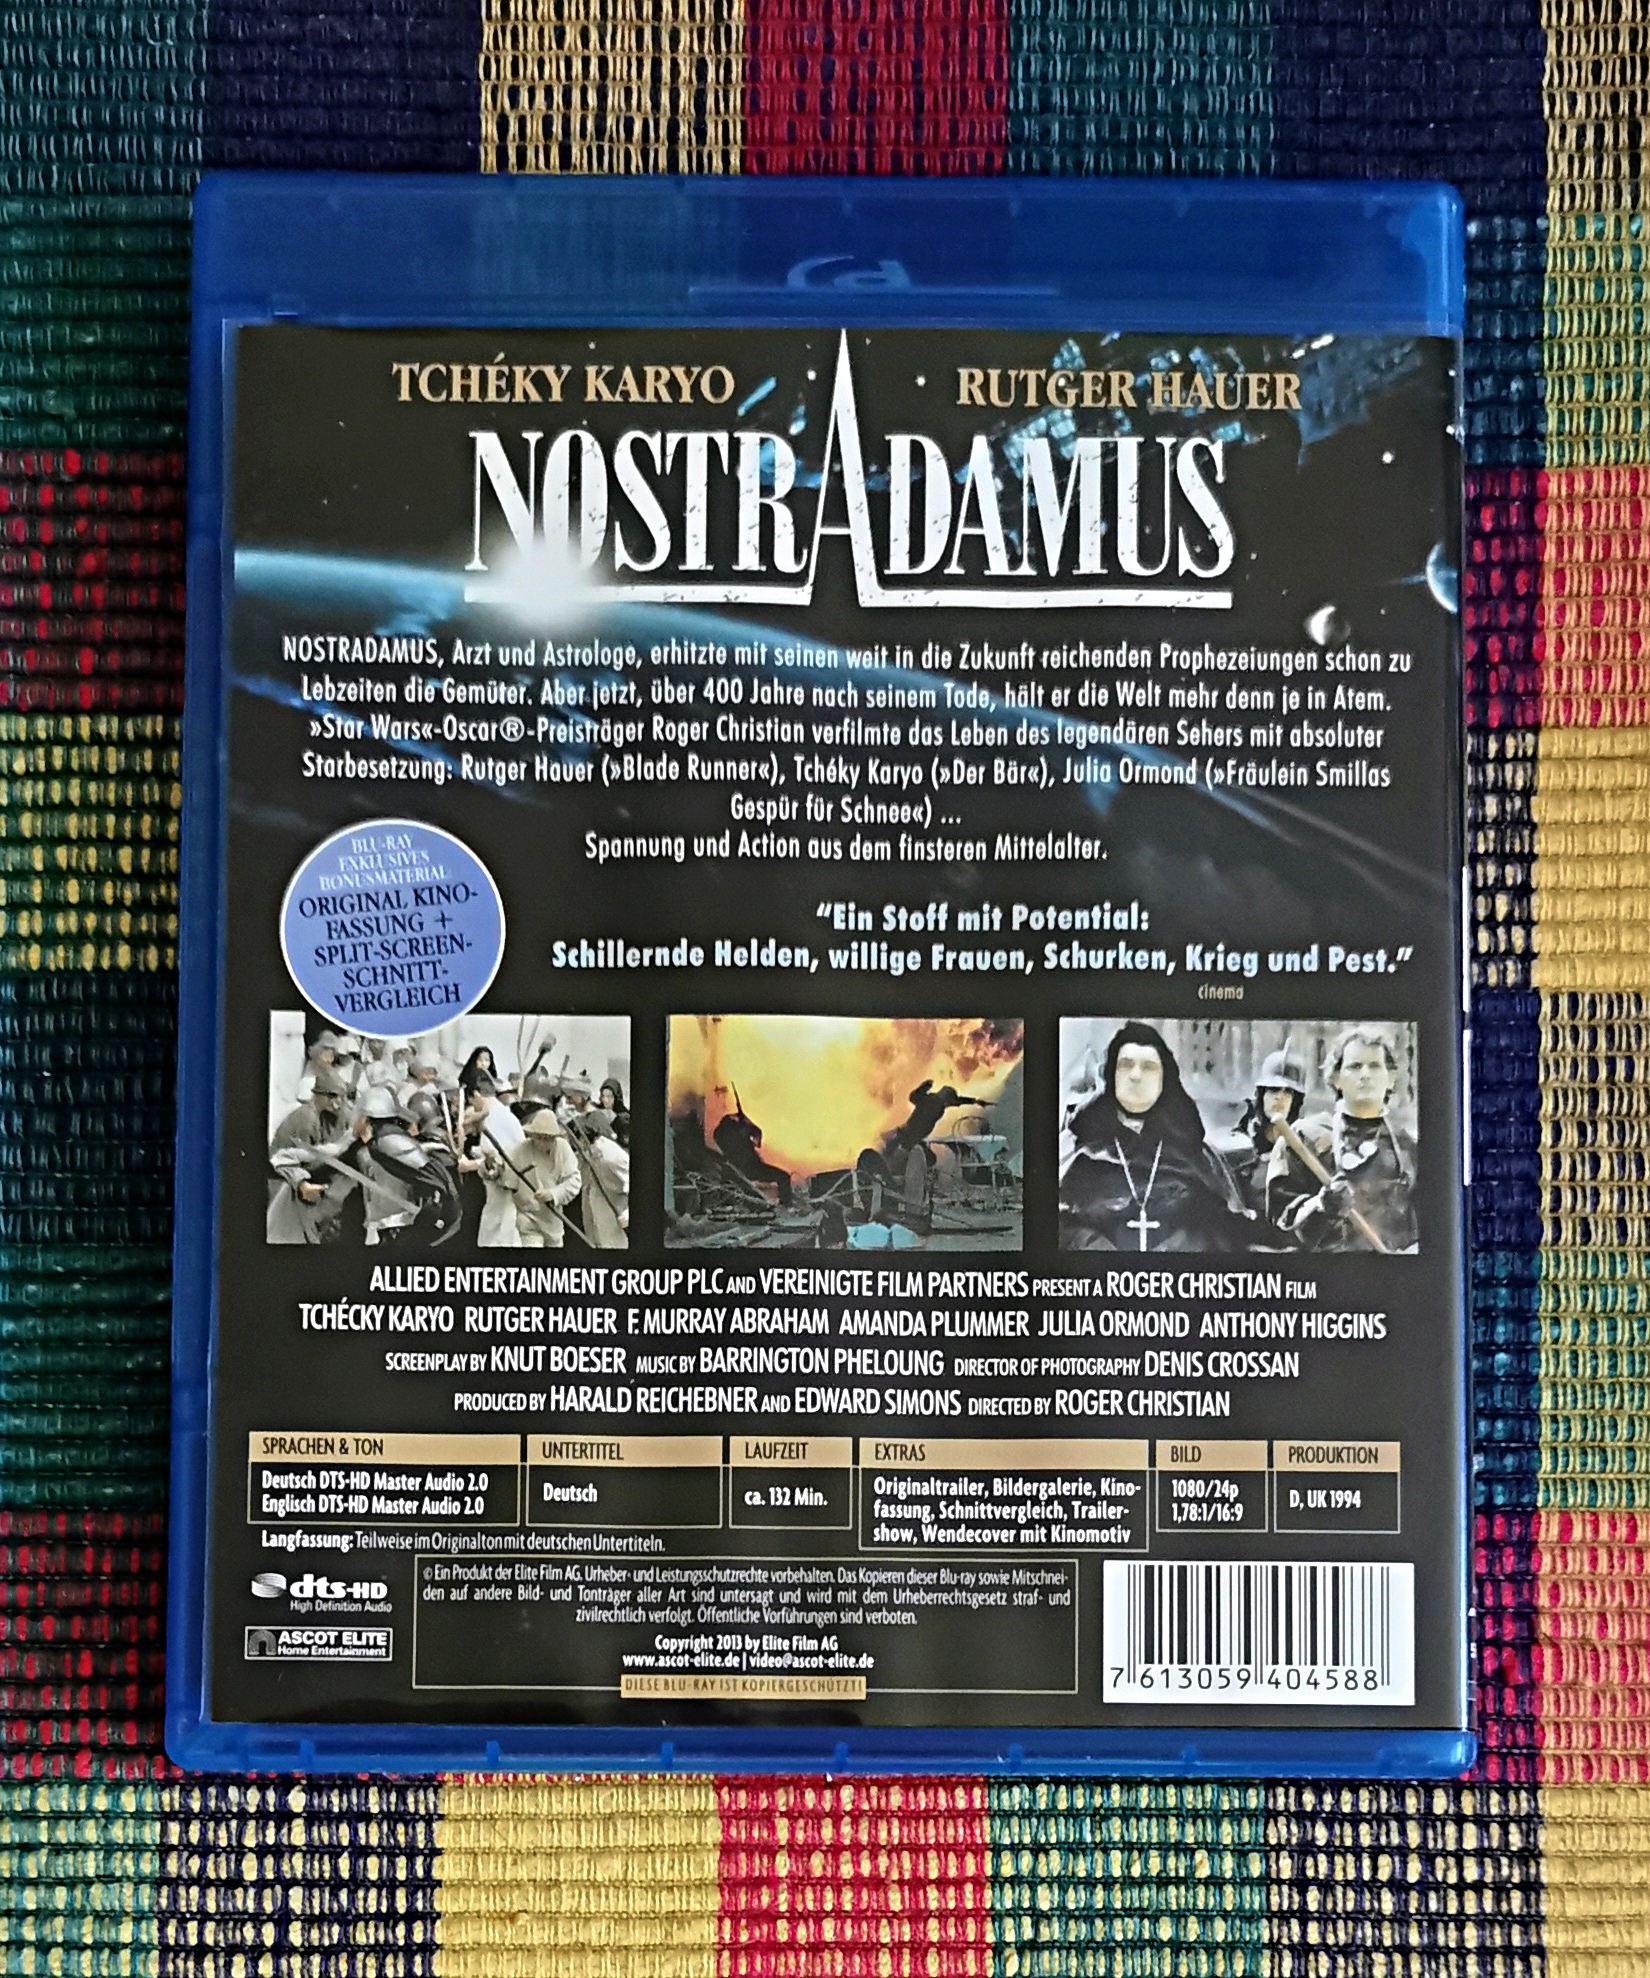 TCHÉKY KARYO RUTGER HAUER
NOSTRADAMUS
NOSTRADAMUS, Arzt und Astrologe, erhitzte mit seinen weit in die Zukunft reichenden Prophezeiungen schon zu
Lebzeiten die Gemüter. Aber jetzt, über 400 Jahre nach seinem Tode, hält er die Welt mehr denn je in Atem.
»Star Wars«-Oscar®-Preisträger Roger Christian verfilmte das Leben des legendären Sehers mit absoluter
Starbesetzung: Rutger Hauer (»Blade Runner«), Tchéky Karyo (»Der Bär«), Julia Ormond (»Fräulein Smillas
Gespür für Schnee«) ...
Spannung und Action aus dem finsteren Mittelalter.
BLU-RAY
EXKLUSIVES
BONUSMATERIAL
ORIGINAL KINO-
FASSUNG +
SPLIT-SCREEN-
SCHNITT-
VERGLEICH
"Ein Stoff mit Potential:
Schillernde Helden, willige Frauen, Schurken, Krieg und Pest."
cinema
ALLIED ENTERTAINMENT GROUP PLC AND VEREINIGTE FILM PARTNERS PRESENT A ROGER CHRISTIAN FILM
TCHÉCKY KARYO RUTGER HAUER F. MURRAY ABRAHAM AMANDA PLUMMER JULIA ORMOND ANTHONY HIGGINS
SCREENPLAY BY KNUT BOESER MUSIC BY BARRINGTON PHELOUNG DIRECTOR OF PHOTOGRAPHY DENIS CROSSAN
PRODUCED BY HARALD REICHEBNER AND EDWARD SIMONS DIRECTED BY ROGER CHRISTIAN
SPRACHEN & TON
Deutsch DTS-HD Master Audio 2.0
Englisch DTS-HD Master Audio 2.0
UNTERTITEL
Deutsch
LAUFZEIT
ca. 132 Min.
EXTRAS
Originaltrailer, Bildergalerie, Kino-
fassung, Schnittvergleich, Trailer-
show, Wendecover mit Kinomotiv
BILD
1080/24p
1,78:1/16:9
PRODUKTION
D, UK 1994
Langfassung: Teilweise im Originalton mit deutschen Untertiteln.
dts-HD
High Definition Audio
ASCOT ELITE
Home Entertainment
© Ein Produkt der Elite Film AG. Urheber- und Leistungsschutzrechte vorbehalten. Das Kopieren dieser Blu-ray sowie Mitschnei-
den auf andere Bild- und Tonträger aller Art sind untersagt und wird mit dem Urheberrechtsgesetz straf- und
zivilrechtlich verfolgt. Öffentliche Vorführungen sind verboten.
Copyright 2013 by Elite Film AG
www.ascot-elite.de | video@ascot-elite.de
DIESE BLU-RAY IST KOPIERGESCHÜTZT!
7 613059 404588